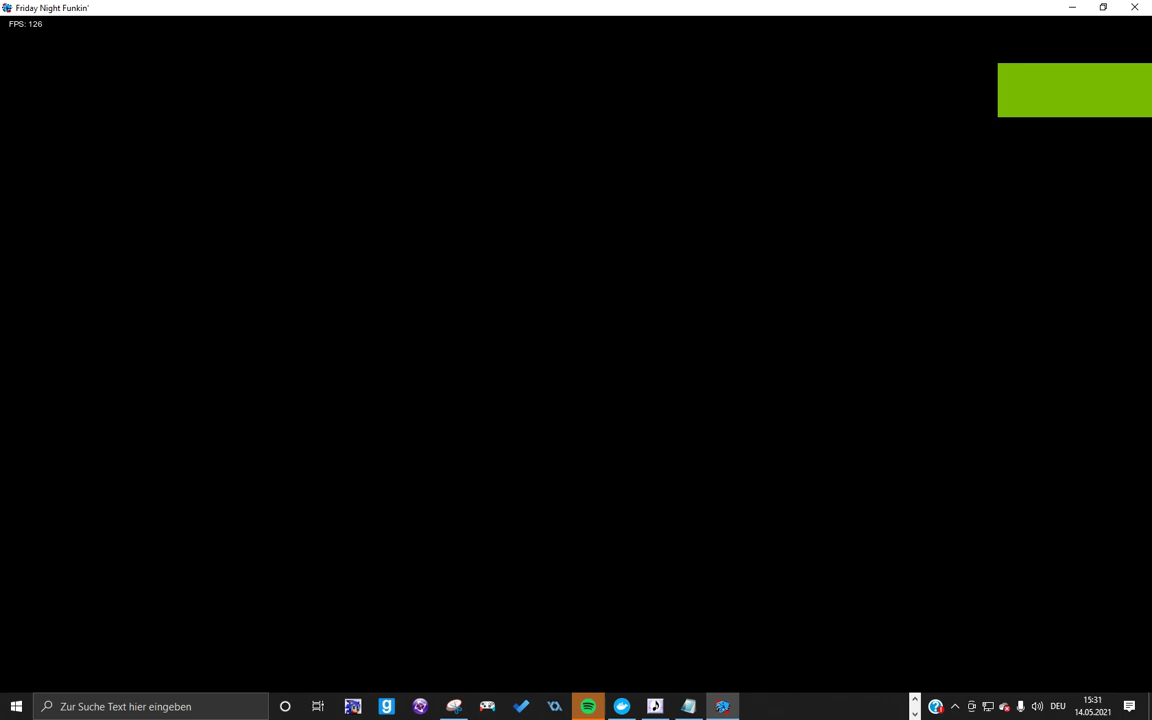 Friday Night Funkin'
FPS: 126
Zur Suche Text hier eingeben
DEU
15:31
14.05.2021